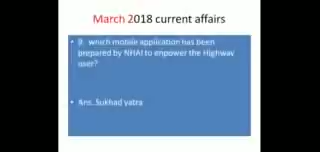 March 2018 current affairs
9. which mobile application has been
prepared by NHAI to enpower the Highway
user?
Ans. Sukhad yatra